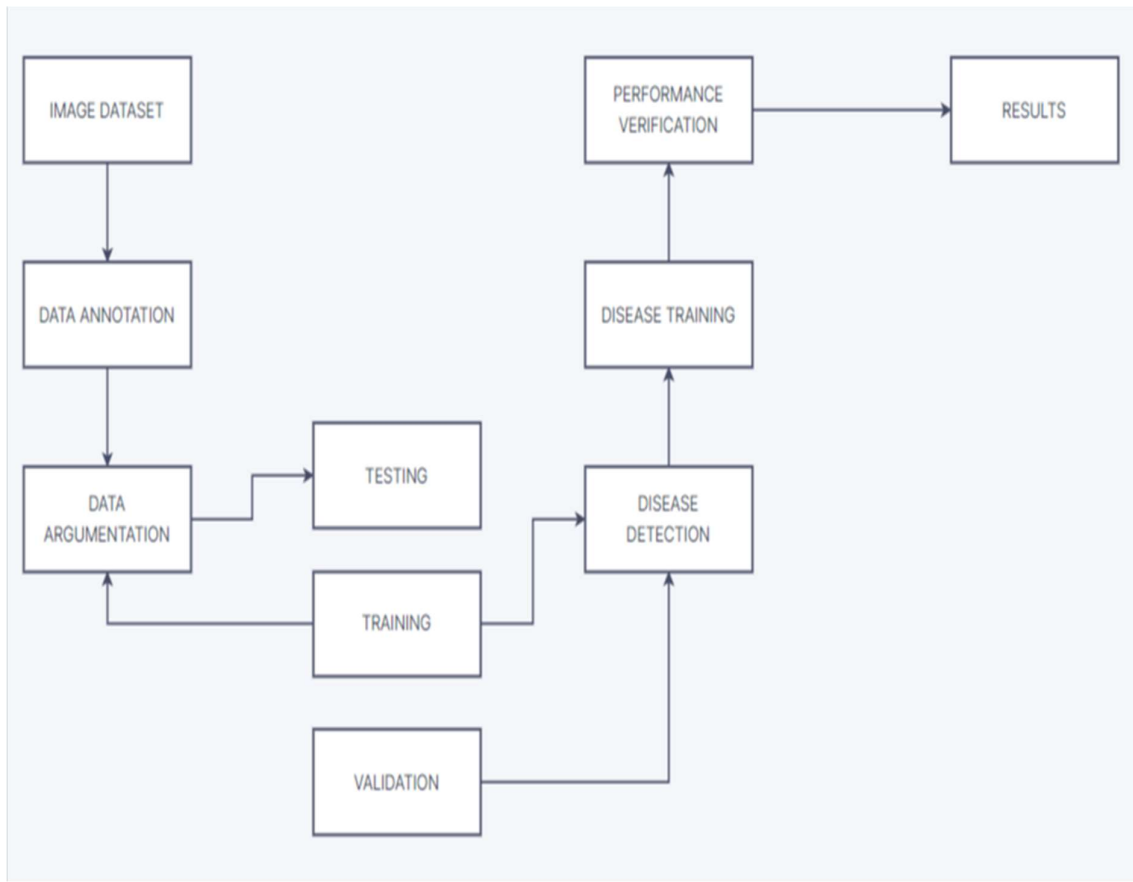 IMAGE DATASET
DATA ANNOTATION
DATA
ARGUMENTATION
TESTING
TRAINING
VALIDATION
DISEASE
DETECTION
DISEASE TRAINING
PERFORMANCE
VERIFICATION
RESULTS